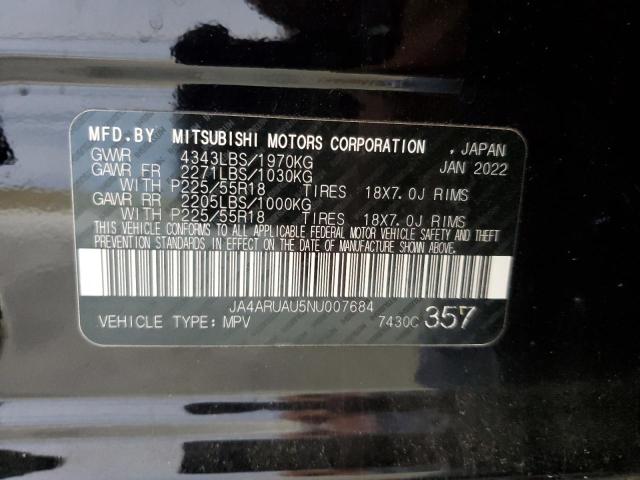 MFD.BY MITSUBISHI MOTORS CORPORATION , JAPAN
GVWR 4343LBS/1970KG JAN 2022
GAWR FR 2271LBS/1030KG
WITH P225/55R18 TIRES 18X7.0J RIMS
GAWR RR 2205LBS/1000KG
WITH P225/55R18 TIRES 18X7.0J RIMS
THIS VEHICLE CONFORMS TO ALL APPLICABLE FEDERAL MOTOR VEHICLE SAFETY AND THEFT
PREVENTION STANDARDS IN EFFECT ON THE DATE OF MANUFACTURE SHOWN ABOVE.
JA4ARUAU5NU007684
VEHICLE TYPE: MPV 7430C 357